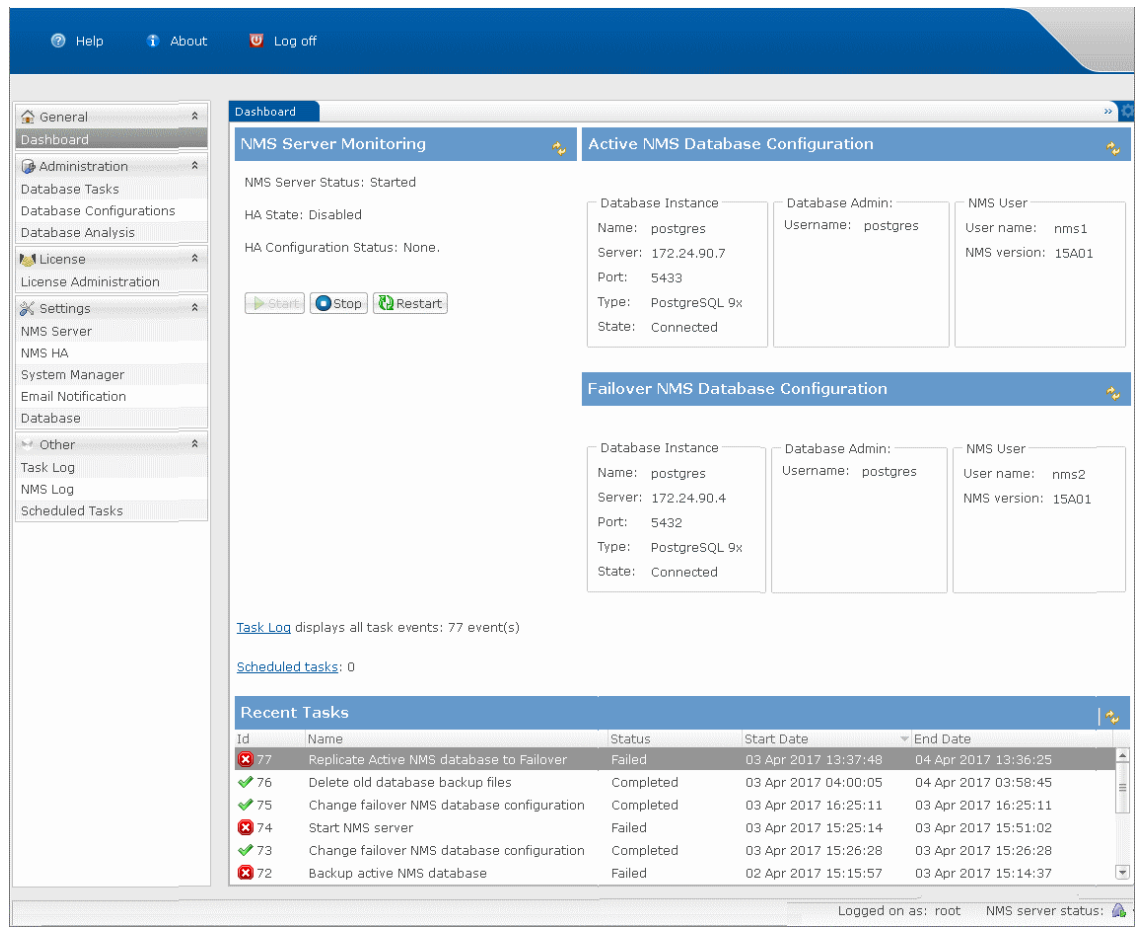 Help About Log off
General
Dashboard
Administration
Database Tasks
Database Configurations
Database Analysis
License
License Administration
Settings
NMS Server
NMS HA
System Manager
Email Notification
Database
Other
Task Log
NMS Log
Scheduled Tasks
Dashboard »
NMS Server Monitoring
NMS Server Status: Started
HA State: Disabled
HA Configuration Status: None.
Start Stop Restart
Active NMS Database Configuration
Database Instance
Name: postgres
Server: 172.24.90.7
Port: 5433
Type: PostgreSQL 9x
State: Connected
Database Admin:
Username: postgres
NMS User
User name: nms1
NMS version: 15A01
Failover NMS Database Configuration
Database Instance
Name: postgres
Server: 172.24.90.4
Port: 5432
Type: PostgreSQL 9x
State: Connected
Database Admin:
Username: postgres
NMS User
User name: nms2
NMS version: 15A01
Task Log displays all task events: 77 event(s)
Scheduled tasks: 0
Recent Tasks
Id Name Status Start Date End Date
77 Replicate Active NMS database to Failover Failed 03 Apr 2017 13:37:48 04 Apr 2017 13:36:25
76 Delete old database backup files Completed 03 Apr 2017 04:00:05 04 Apr 2017 03:58:45
75 Change failover NMS database configuration Completed 03 Apr 2017 16:25:11 03 Apr 2017 16:25:11
74 Start NMS server Failed 03 Apr 2017 15:25:14 03 Apr 2017 15:51:02
73 Change failover NMS database configuration Completed 03 Apr 2017 15:26:28 03 Apr 2017 15:26:28
72 Backup active NMS database Failed 02 Apr 2017 15:15:57 03 Apr 2017 15:14:37
Logged on as: root NMS server status: